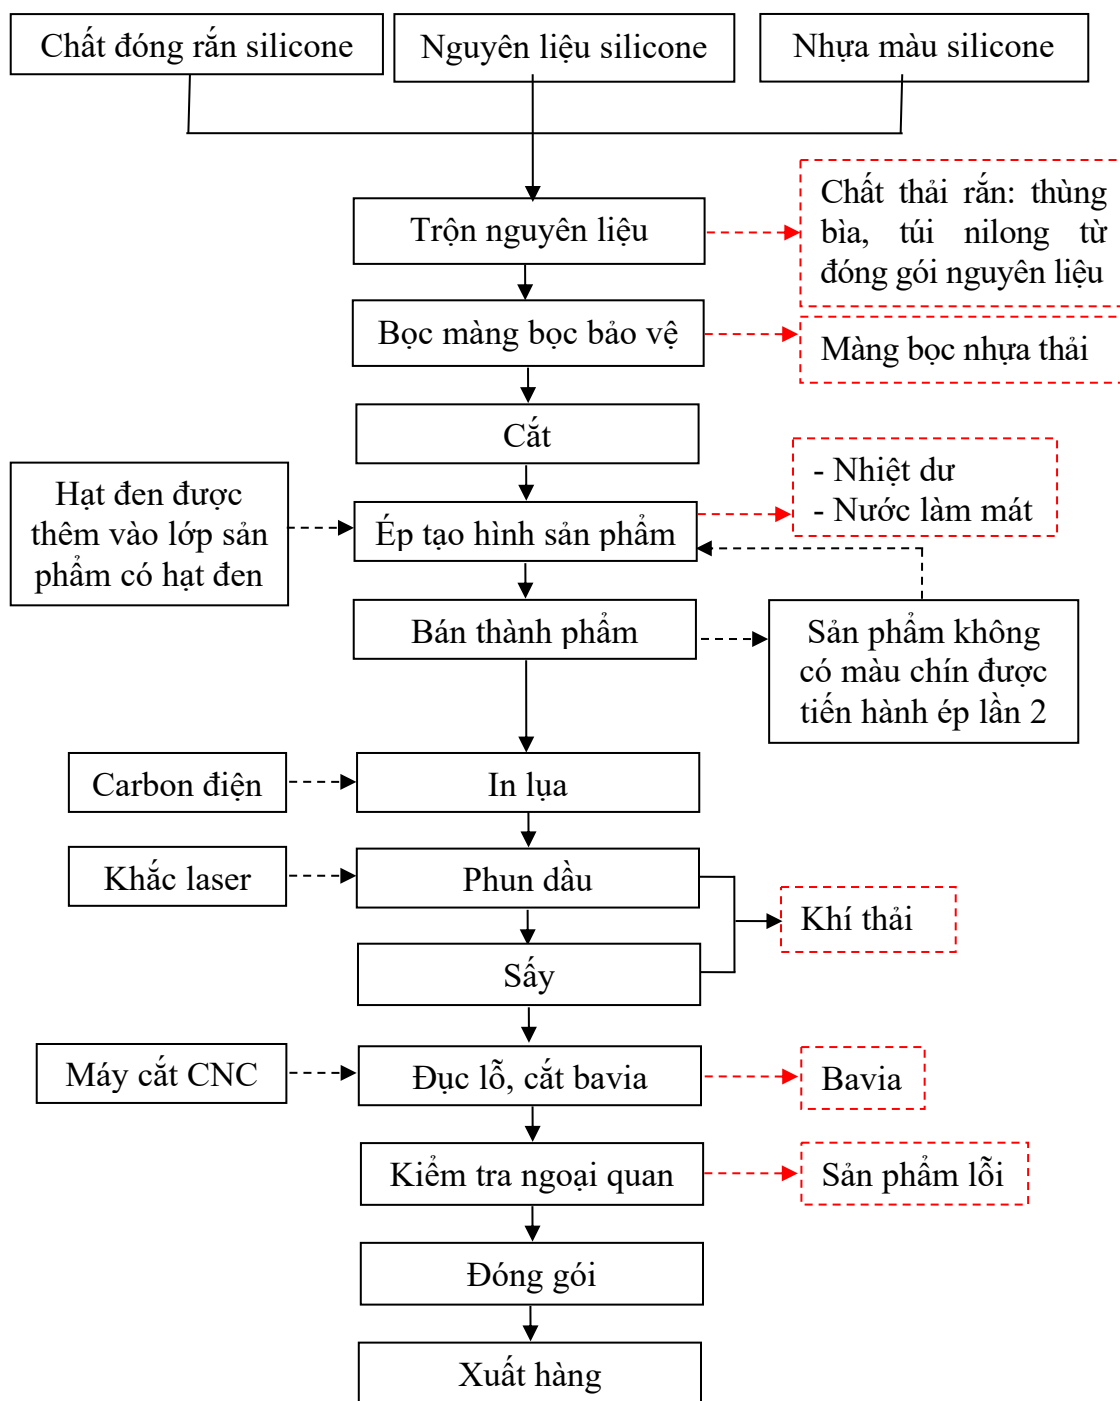 Chất đóng rắn silicone
Nguyên liệu silicone
Nhựa màu silicone
Trộn nguyên liệu
Chất thải rắn: thùng
bìa, túi nilong từ
đóng gói nguyên liệu
Bọc màng bọc bảo vệ
Màng bọc nhựa thải
Cắt
Hạt đen được
thêm vào lớp sản
phẩm có hạt đen
Ép tạo hình sản phẩm
- Nhiệt dư
- Nước làm mát
Bán thành phẩm
Sản phẩm không
có màu chín được
tiến hành ép lần 2
Carbon điện
In lụa
Khắc laser
Phun dầu
Khí thải
Sấy
Máy cắt CNC
Đục lỗ, cắt bavia
Bavia
Kiểm tra ngoại quan
Sản phẩm lỗi
Đóng gói
Xuất hàng